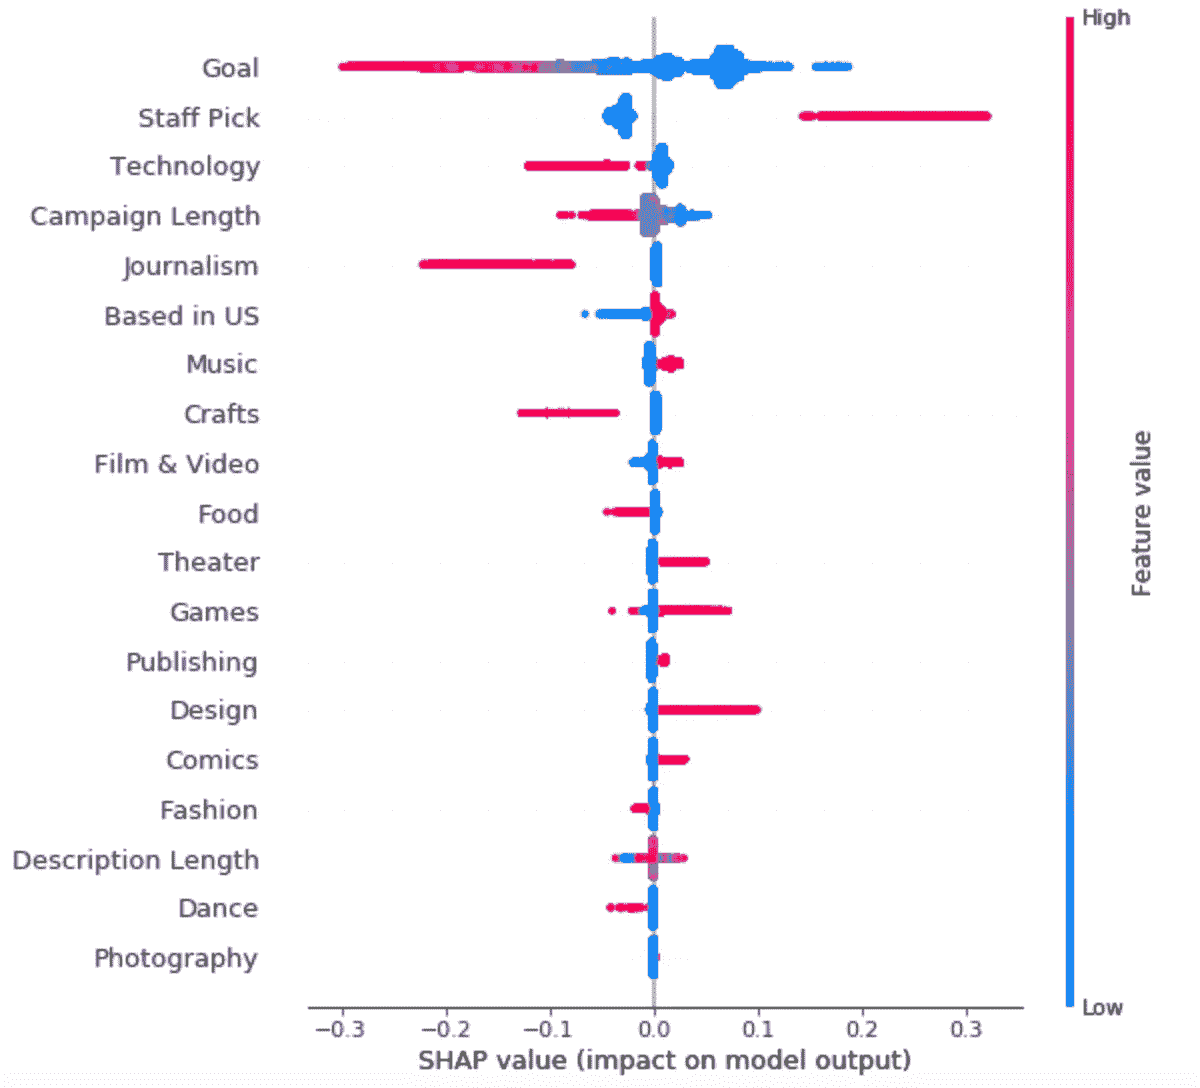 High
Goal
Staff Pick
Technology
Campaign Length
Journalism
Based in US
Music
Crafts
Film & Video
Food
Theater
Games
Publishing
Design
Comics
Fashion
Description Length
Dance
Photography
Feature value
Low
−0.3 −0.2 −0.1 0.0 0.1 0.2 0.3
SHAP value (impact on model output)